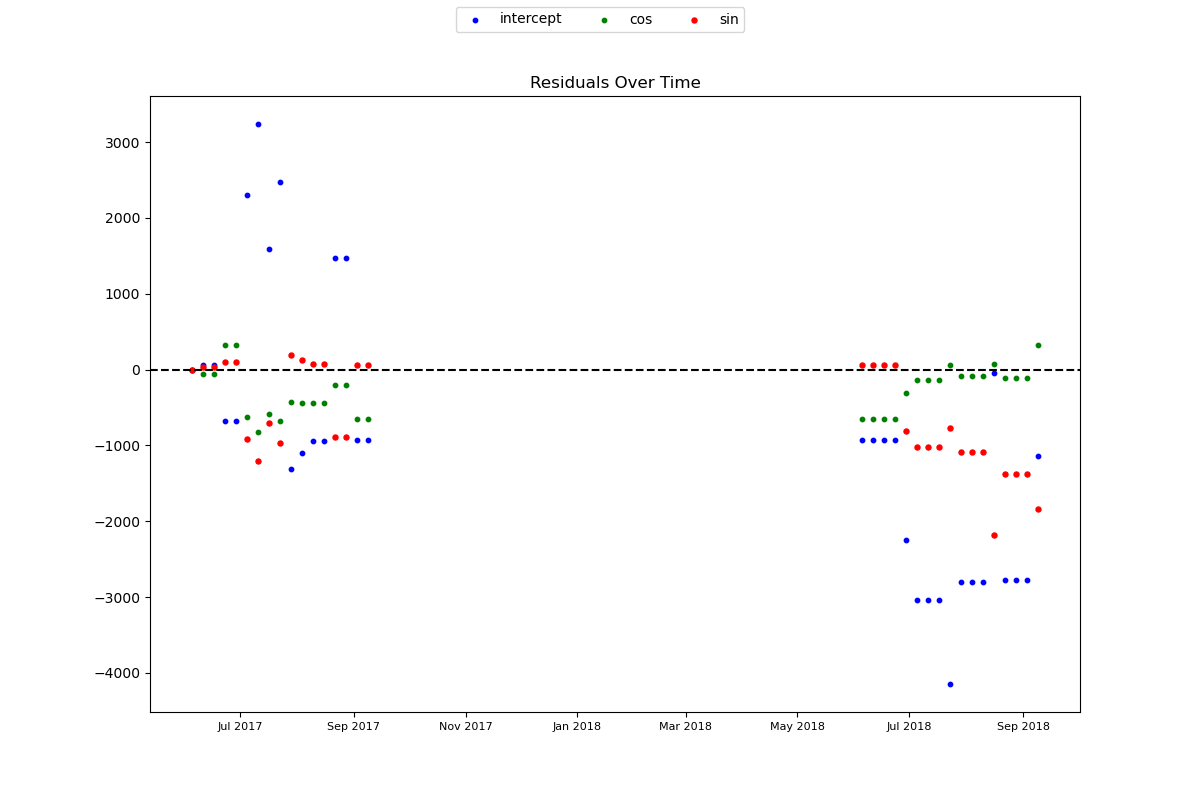 intercept cos sin
Residuals Over Time
3000
2000
1000
0
−1000
−2000
−3000
−4000
Jul 2017 Sep 2017 Nov 2017 Jan 2018 Mar 2018 May 2018 Jul 2018 Sep 2018